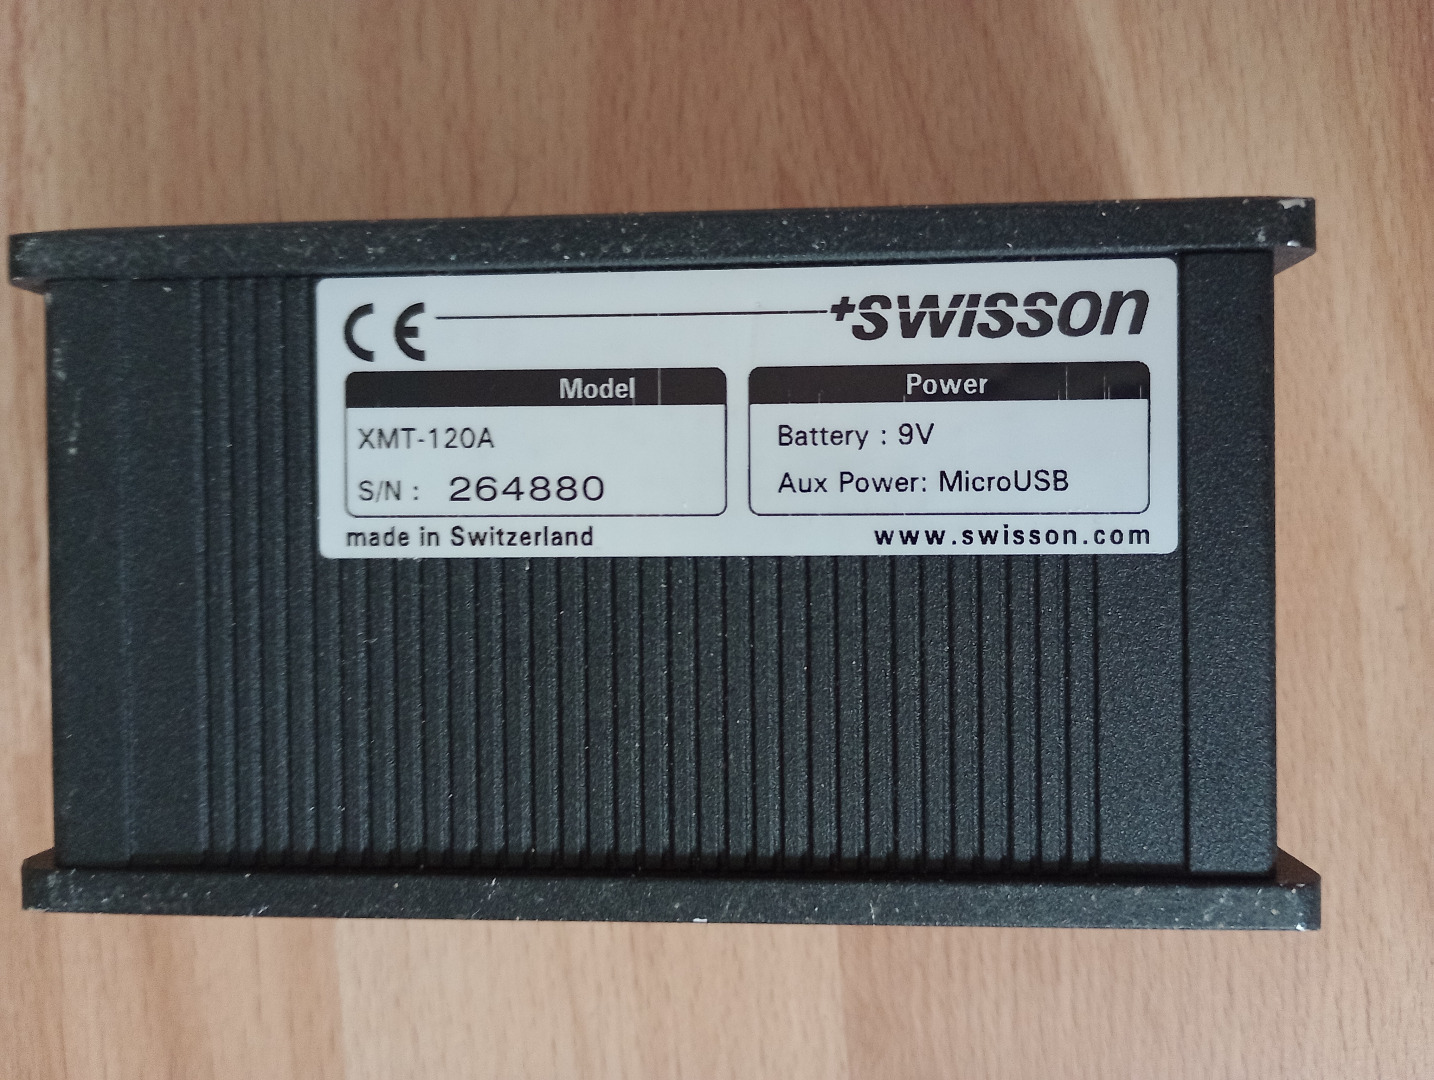 CE +swisson
Model
XMT-120A
S/N : 264880
Power
Battery : 9V
Aux Power: MicroUSB
made in Switzerland
www.swisson.com